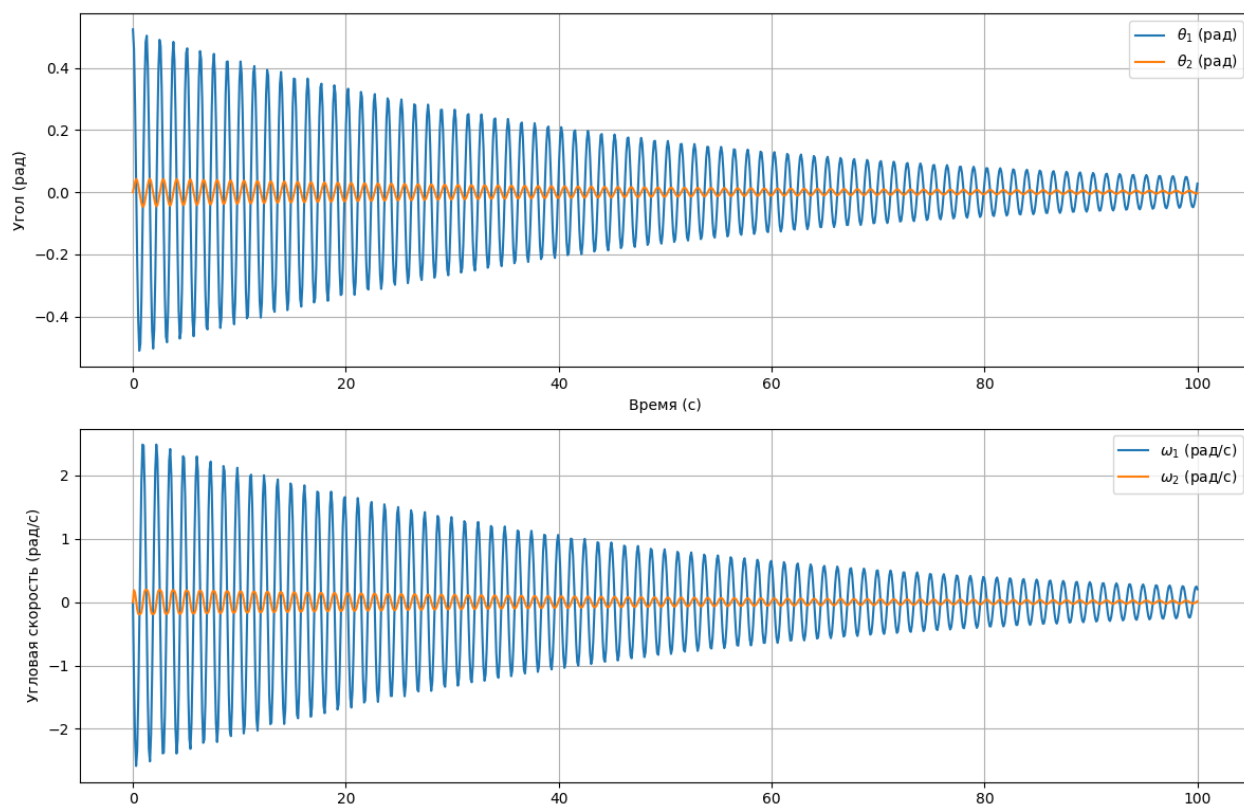 Угол (рад)
0.4
0.2
0.0
−0.2
−0.4
θ₁ (рад)
θ₂ (рад)
0 20 40 60 80 100
Время (с)
Угловая скорость (рад/с)
2
1
0
−1
−2
ω₁ (рад/с)
ω₂ (рад/с)
0 20 40 60 80 100